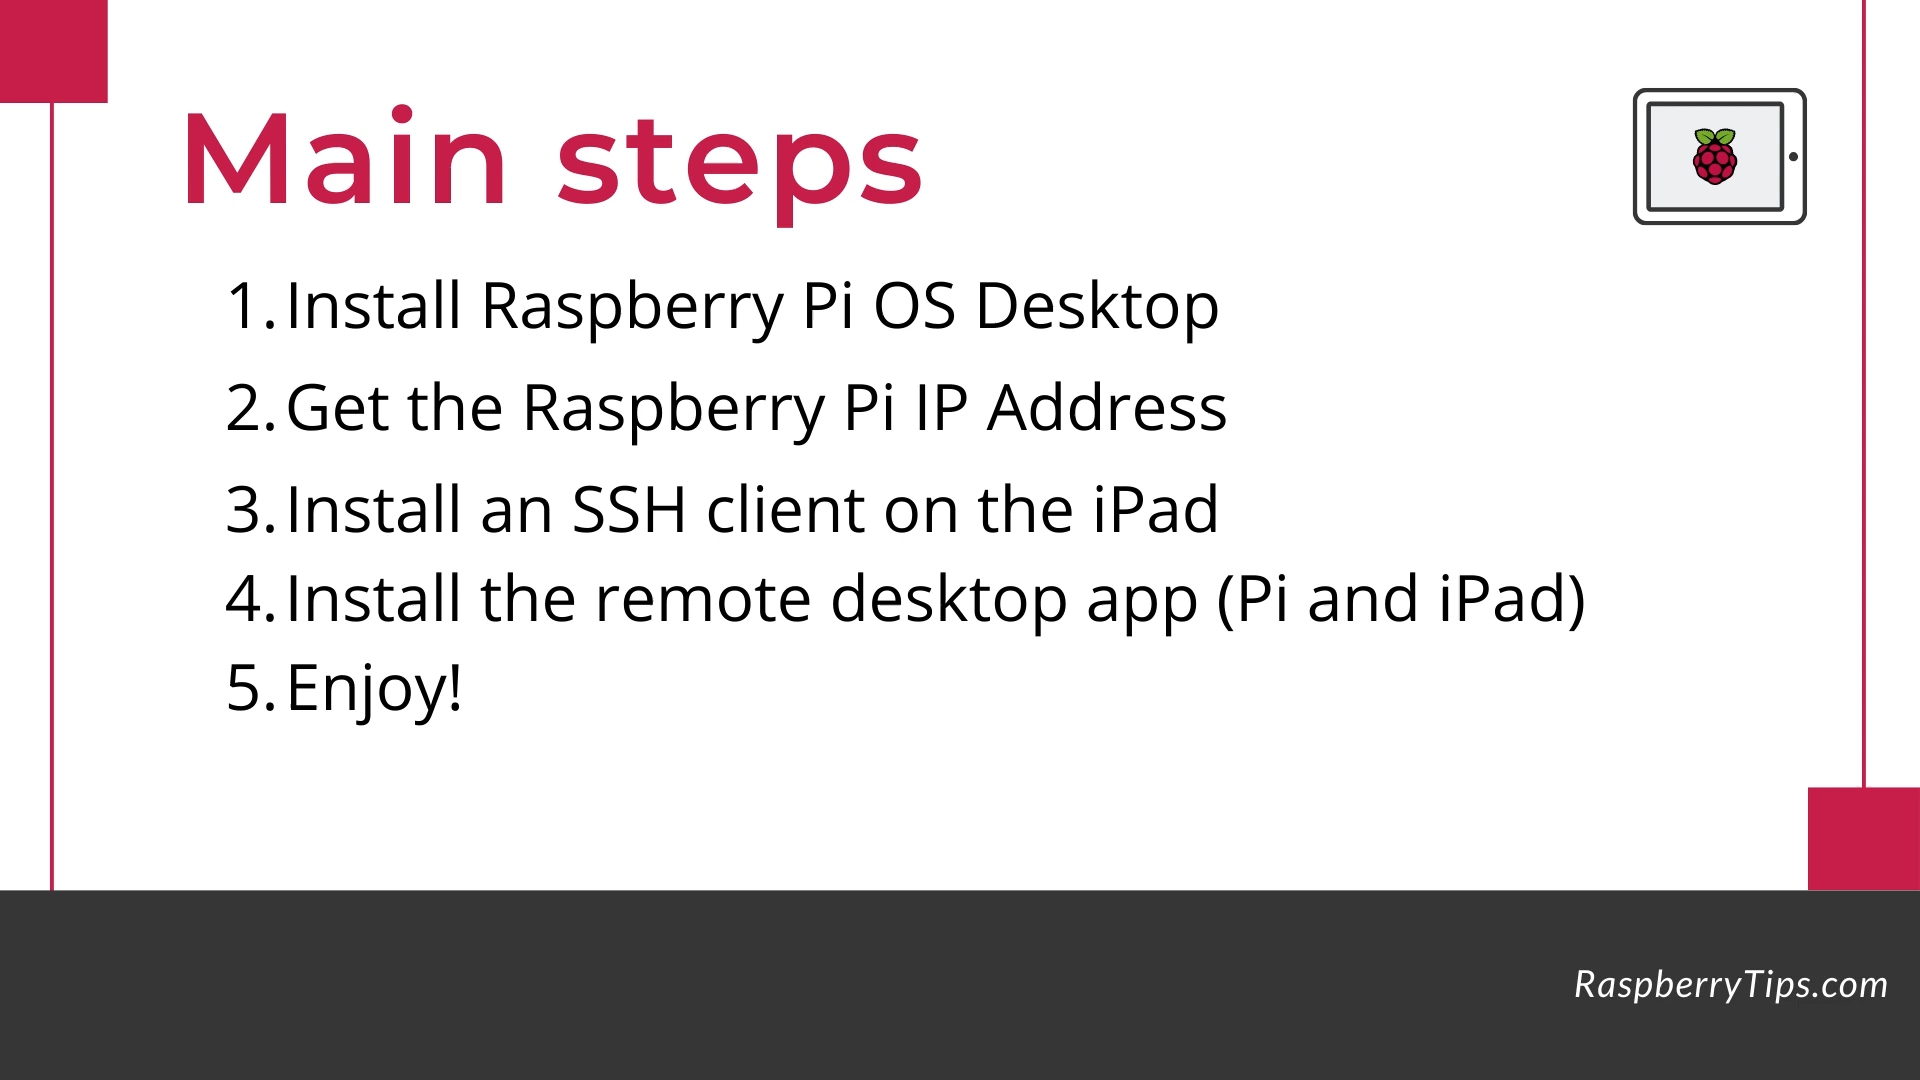 Main steps
1. Install Raspberry Pi OS Desktop
2. Get the Raspberry Pi IP Address
3. Install an SSH client on the iPad
4. Install the remote desktop app (Pi and iPad)
5. Enjoy!
RaspberryTips.com